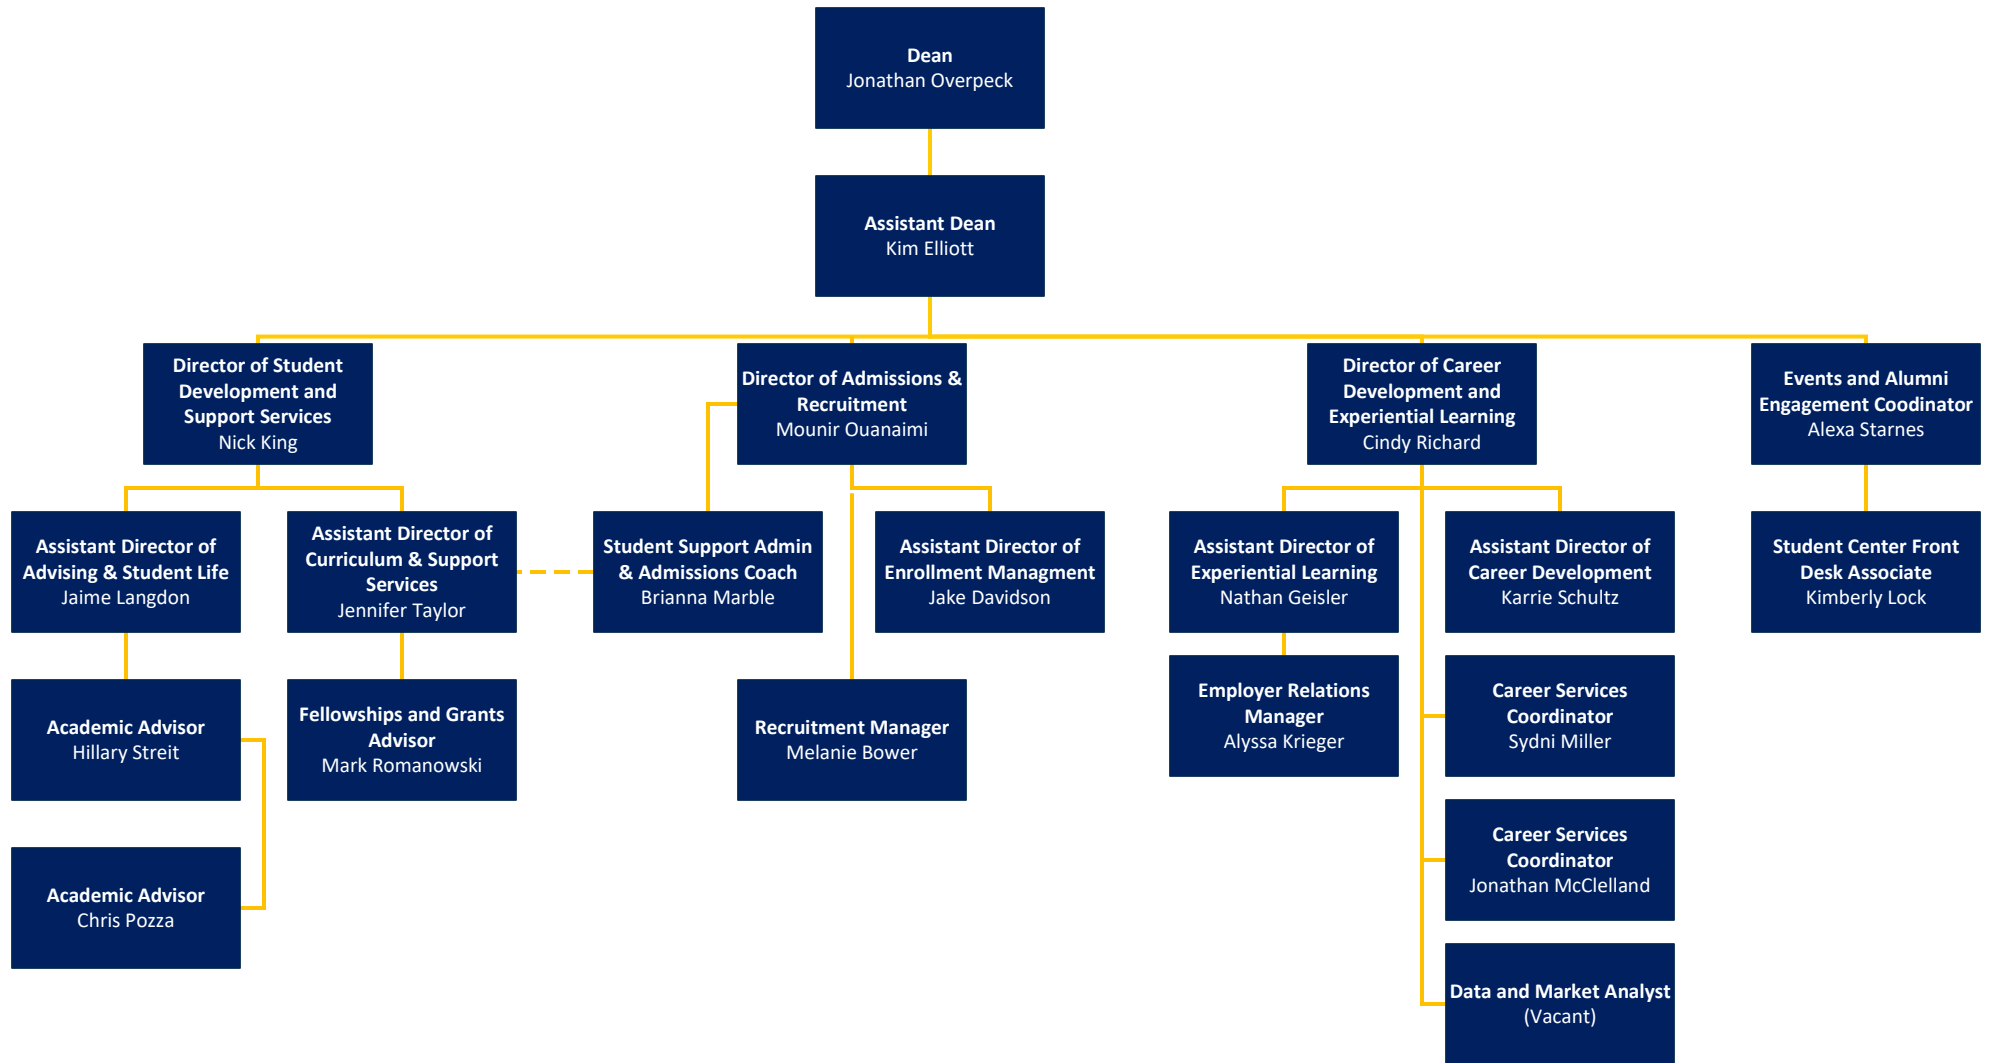 Dean
Jonathan Overpeck
Assistant Dean
Kim Elliott
Director of Student
Development and
Support Services
Nick King
Director of Admissions &
Recruitment
Mounir Ouanaimi
Director of Career
Development and
Experiential Learning
Cindy Richard
Events and Alumni
Engagement Coodinator
Alexa Starnes
Assistant Director of
Advising & Student Life
Jaime Langdon
Assistant Director of
Curriculum & Support
Services
Jennifer Taylor
Student Support Admin
& Admissions Coach
Brianna Marble
Assistant Director of
Enrollment Managment
Jake Davidson
Assistant Director of
Experiential Learning
Nathan Geisler
Assistant Director of
Career Development
Karrie Schultz
Student Center Front
Desk Associate
Kimberly Lock
Academic Advisor
Hillary Streit
Fellowships and Grants
Advisor
Mark Romanowski
Recruitment Manager
Melanie Bower
Employer Relations
Manager
Alyssa Krieger
Career Services
Coordinator
Sydni Miller
Academic Advisor
Chris Pozza
Career Services
Coordinator
Jonathan McClelland
Data and Market Analyst
(Vacant)